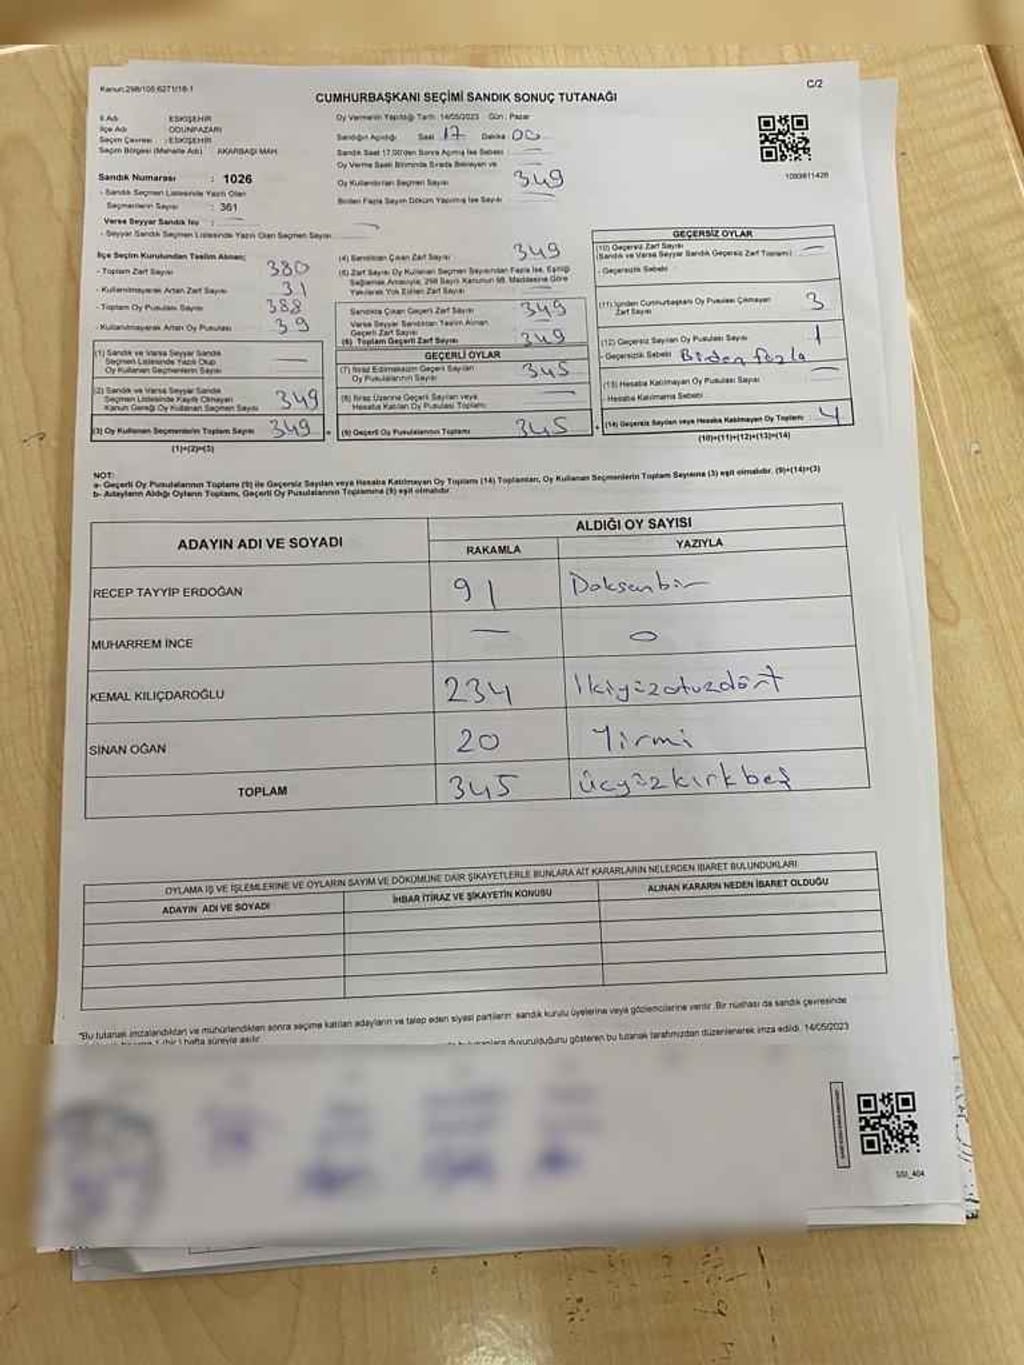 Kanun:298/105,6271/18-1
C/2
CUMHURBAŞKANI SEÇİMİ SANDIK SONUÇ TUTANAĞI
İl Adı : ESKİŞEHİR
İlçe Adı : ODUNPAZARI
Seçim Çevresi : ESKİŞEHİR
Seçim Bölgesi (Mahalle Adı) : AKARBAŞI MAH.
Sandık Numarası : 1026
- Sandık Seçmen Listesinde Yazılı Olan
Seçmenlerin Sayısı : 361
Varsa Seyyar Sandık No : —
- Seyyar Sandık Seçmen Listesinde Yazılı Olan Seçmen Sayısı —
Oy Vermenin Yapıldığı Tarih: 14/05/2023 Gün: Pazar
Sandığın Açıldığı Saat 17 Dakika 00
Sandık Saat 17.00'den Sonra Açılmış İse Sebebi : —
Oy Verme Saati Bitiminde Sırada Bekleyen ve —
Oy Kullandırılan Seçmen Sayısı 349
Birden Fazla Sayım Döküm Yapılmış İse Sayısı —
1093811426
İlçe Seçim Kurulundan Teslim Alınan;
- Toplam Zarf Sayısı 380
- Kullanılmayarak Artan Zarf Sayısı 31
- Toplam Oy Pusulası Sayısı 388
- Kullanılmayarak Artan Oy Pusulası 39
(1) Sandık ve Varsa Seyyar Sandık
Seçmen Listesinde Yazılı Olup
Oy Kullanan Seçmenlerin Sayısı —
(2) Sandık ve Varsa Seyyar Sandık
Seçmen Listesinde Kayıtlı Olmayan
Kanun Gereği Oy Kullanan Seçmen Sayısı 349
(3) Oy Kullanan Seçmenlerin Toplam Sayısı 349
(1)+(2)=(3)
(4) Sandıktan Çıkan Zarf Sayısı 349
(5) Zarf Sayısı Oy Kullanan Seçmen Sayısından Fazla İse, Eşitliği
Sağlamak Amacıyla, 298 Sayılı Kanunun 98. Maddesine Göre
Yakılarak Yok Edilen Zarf Sayısı —
Sandıkta Çıkan Geçerli Zarf Sayısı 349
Varsa Seyyar Sandıktan Teslim Alınan
Geçerli Zarf Sayısı
(6) Toplam Geçerli Zarf Sayısı 349
GEÇERLİ OYLAR
(7) İtiraz Edilmeksizin Geçerli Sayılan
Oy Pusulalarının Sayısı 345
(8) İtiraz Üzerine Geçerli Sayılan veya
Hesaba Katılan Oy Pusulası Toplamı —
(9) Geçerli Oy Pusulalarının Toplamı 345
GEÇERSİZ OYLAR
(10) Geçersiz Zarf Sayısı
(Sandık ve Varsa Seyyar Sandık Geçersiz Zarf Toplamı) —
- Geçersizlik Sebebi
(11) İçinden Cumhurbaşkanı Oy Pusulası Çıkmayan
Zarf Sayısı 3
(12) Geçersiz Sayılan Oy Pusulası Sayısı 1
- Geçersizlik Sebebi Birden fazla
(13) Hesaba Katılmayan Oy Pusulası Sayısı —
- Hesaba Katılmama Sebebi
(14) Geçersiz Sayılan veya Hesaba Katılmayan Oy Toplamı 4
(10)+(11)+(12)+(13)=(14)
NOT:
a- Geçerli Oy Pusulalarının Toplamı (9) ile Geçersiz Sayılan veya Hesaba Katılmayan Oy Toplamı (14) Toplamları, Oy Kullanan Seçmenlerin Toplam Sayısına (3) eşit olmalıdır. (9)+(14)=(3)
b- Adayların Aldığı Oyların Toplamı, Geçerli Oy Pusulalarının Toplamına (9) eşit olmalıdır.
ADAYIN ADI VE SOYADI
ALDIĞI OY SAYISI
RAKAMLA YAZIYLA
RECEP TAYYİP ERDOĞAN 91 Doksanbir
MUHARREM İNCE — 0
KEMAL KILIÇDAROĞLU 234 İkiyüzotuzdört
SİNAN OĞAN 20 Yirmi
TOPLAM 345 üçyüzkırkbeş
OYLAMA İŞ VE İŞLEMLERİNE VE OYLARIN SAYIM VE DÖKÜMÜNE DAİR ŞİKAYETLERLE BUNLARA AİT KARARLARIN NELERDEN İBARET BULUNDUKLARI
ADAYIN ADI VE SOYADI İHBAR İTİRAZ VE ŞİKAYETİN KONUSU ALINAN KARARIN NEDEN İBARET OLDUĞU
*Bu tutanak imzalandıktan ve mühürlendikten sonra seçime katılan adayların ve talep eden siyasi partilerin sandık kurulu üyelerine veya gözlemcilerine verilir. Bir nüshası da sandık çevresinde
1 (bir) hafta süreyle asılır.
duyurulduğunu gösteren bu tutanak tarafımızdan düzenlenerek imza edildi. 14/05/2023
SSI_404